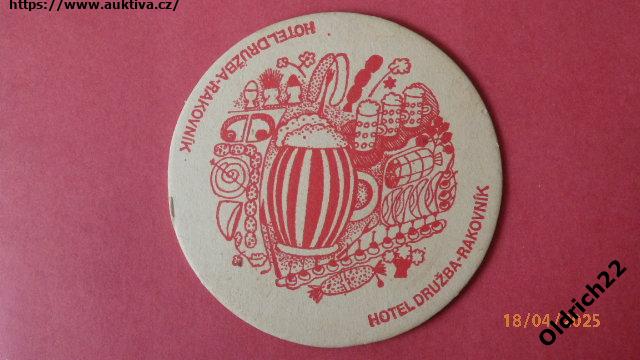 https://www.auktiva.cz/
HOTEL DRUŽBA-RAKOVNÍK
HOTEL DRUŽBA-RAKOVNÍK
18/04/2025
Oldrich22